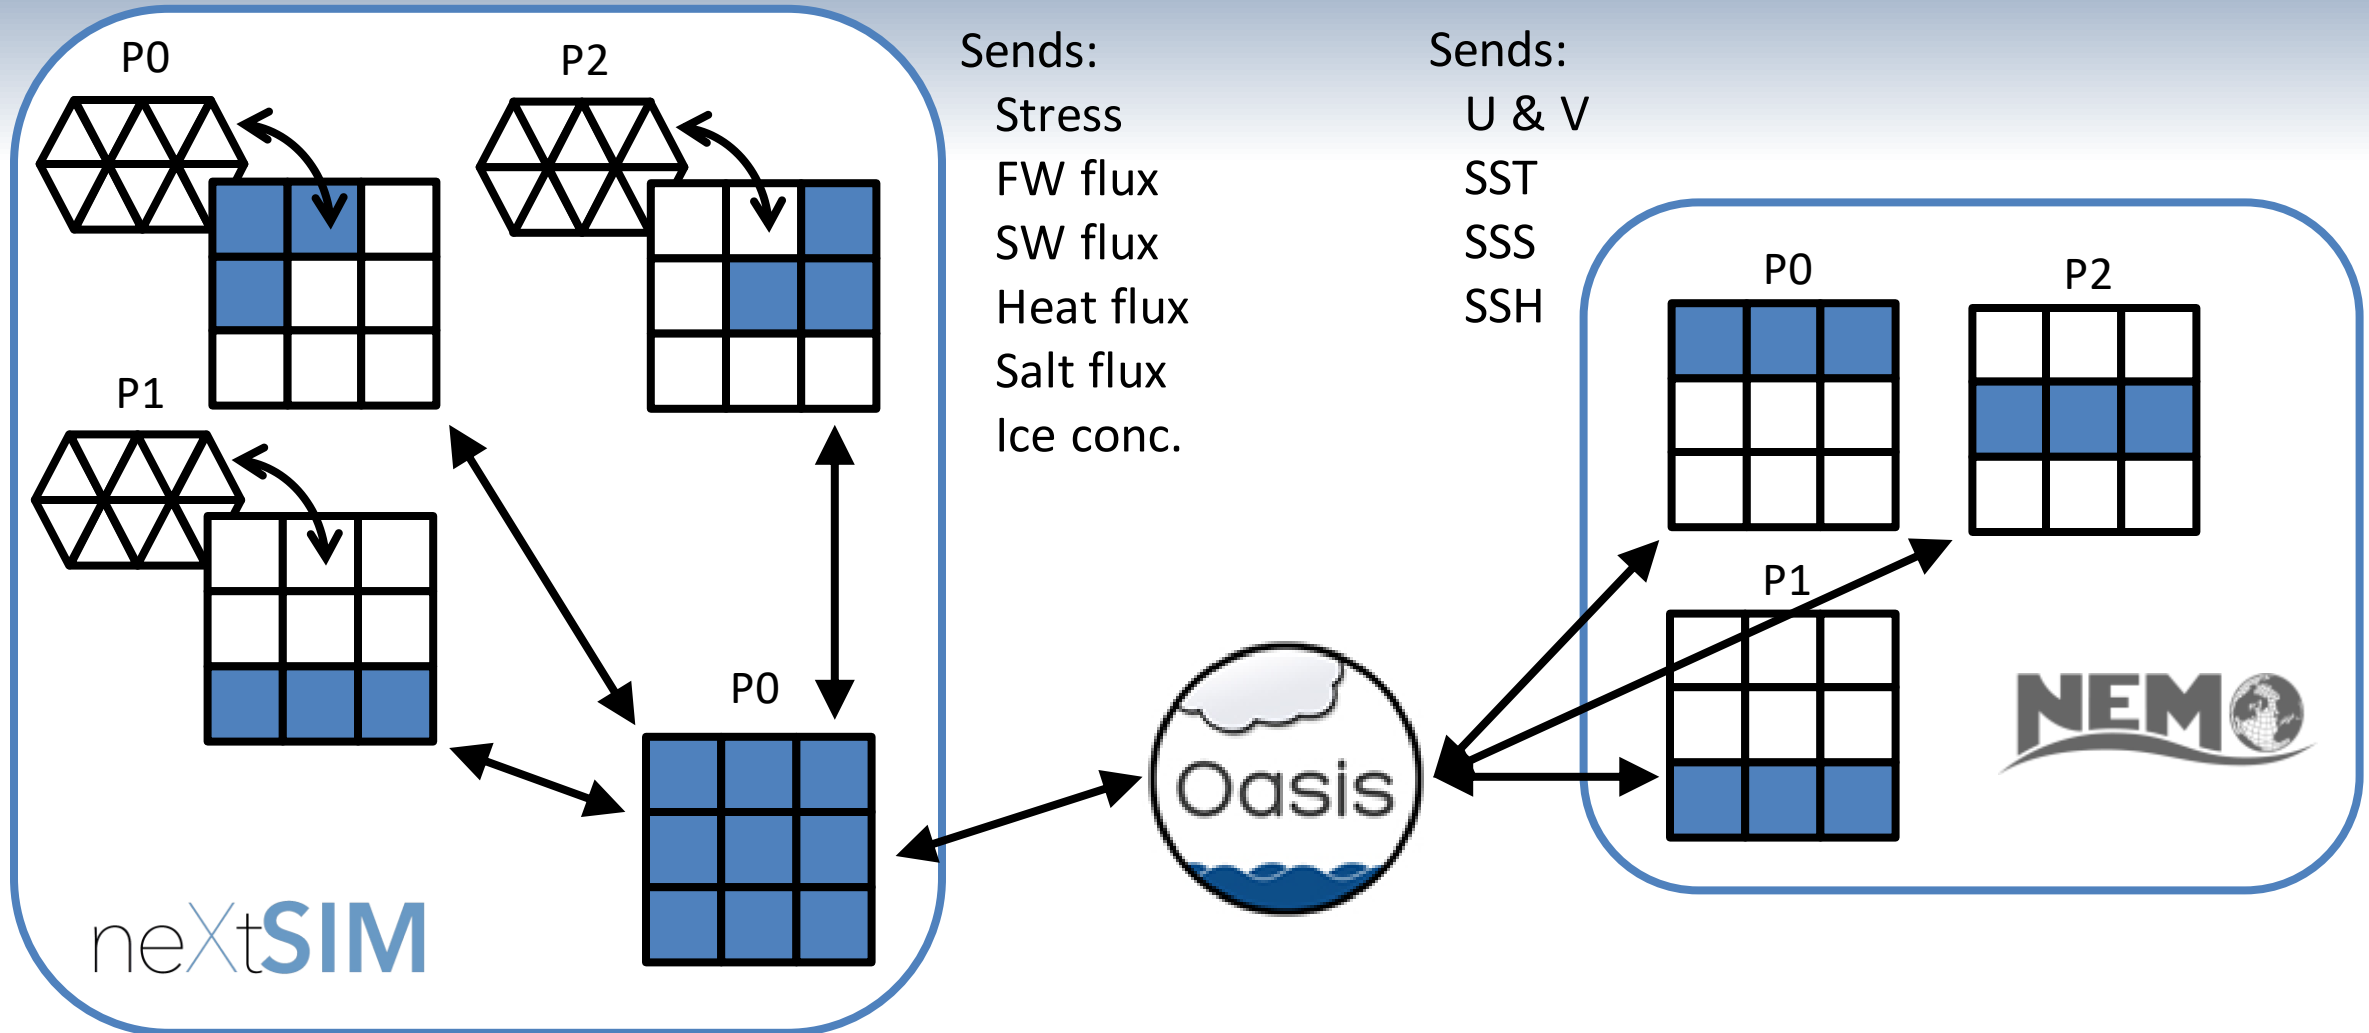 P0
P2
P1
P0
neXtSIM
Sends:
Stress
FW flux
SW flux
Heat flux
Salt flux
Ice conc.
Sends:
U & V
SST
SSS
SSH
Oasis
P0
P2
P1
NEMO